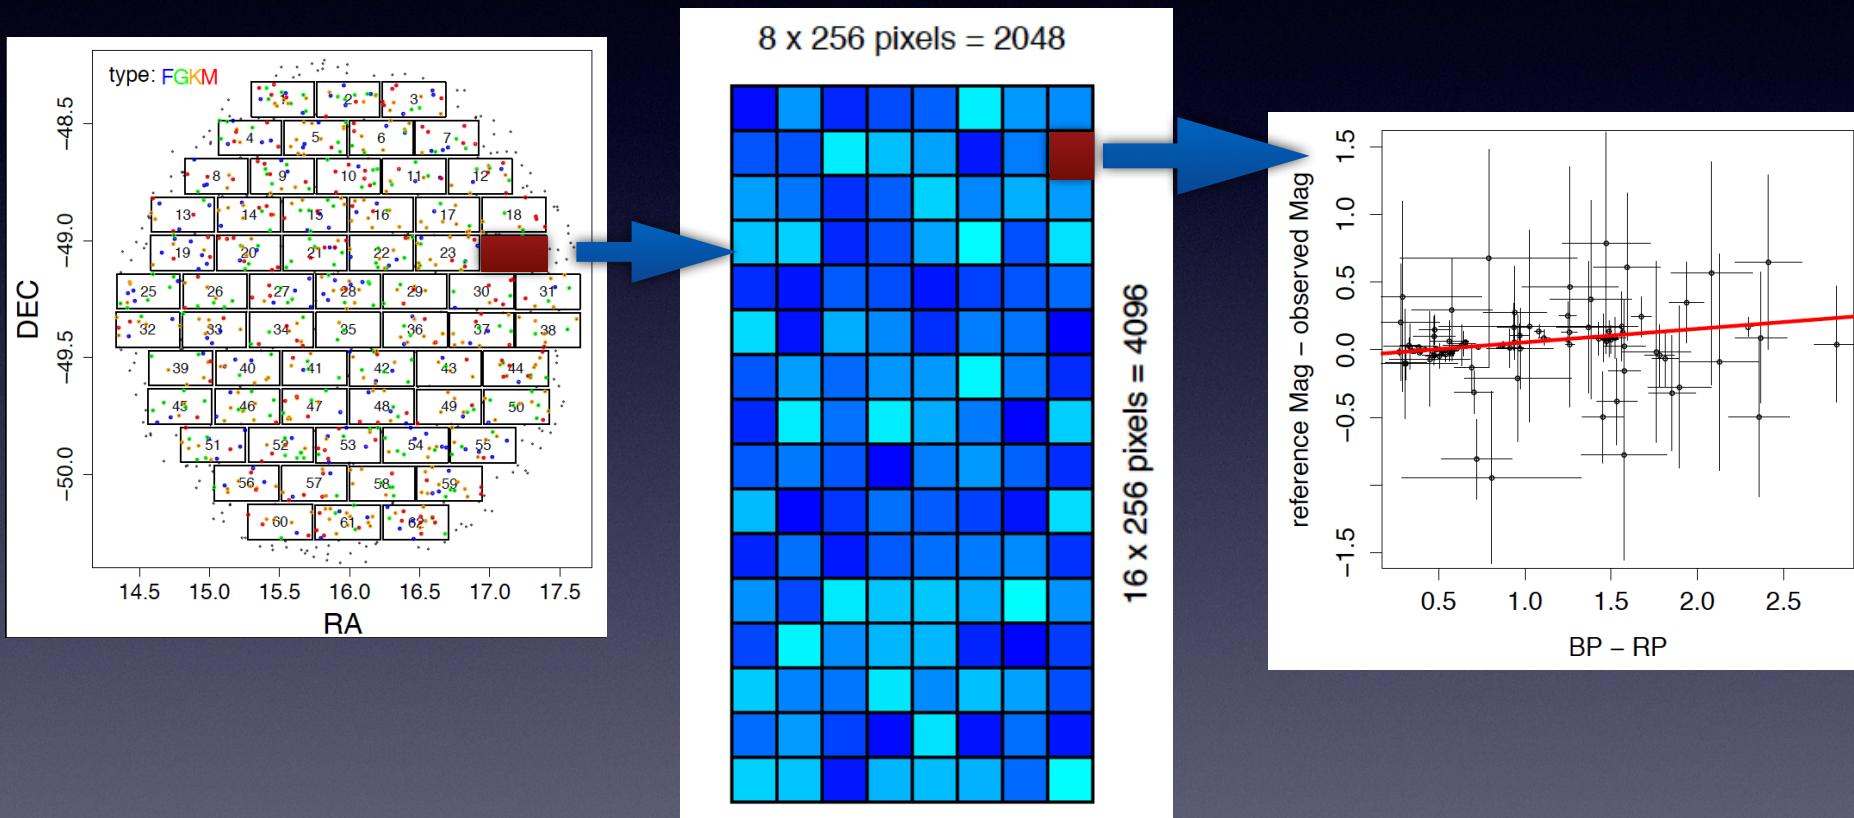 type: FGKM
1 2 3
4 5 6 7
8 9 10 11 12
13 14 15 16 17 18
19 20 21 22 23
25 26 27 28 29 30 31
32 33 34 35 36 37 38
39 40 41 42 43 44
45 46 47 48 49 50
51 52 53 54 55
56 57 58 59
60 61 62
DEC
−48.5
−49.0
−49.5
−50.0
14.5 15.0 15.5 16.0 16.5 17.0 17.5
RA
8 x 256 pixels = 2048
16 x 256 pixels = 4096
reference Mag − observed Mag
1.5
1.0
0.5
0.0
−0.5
−1.5
0.5 1.0 1.5 2.0 2.5
BP − RP